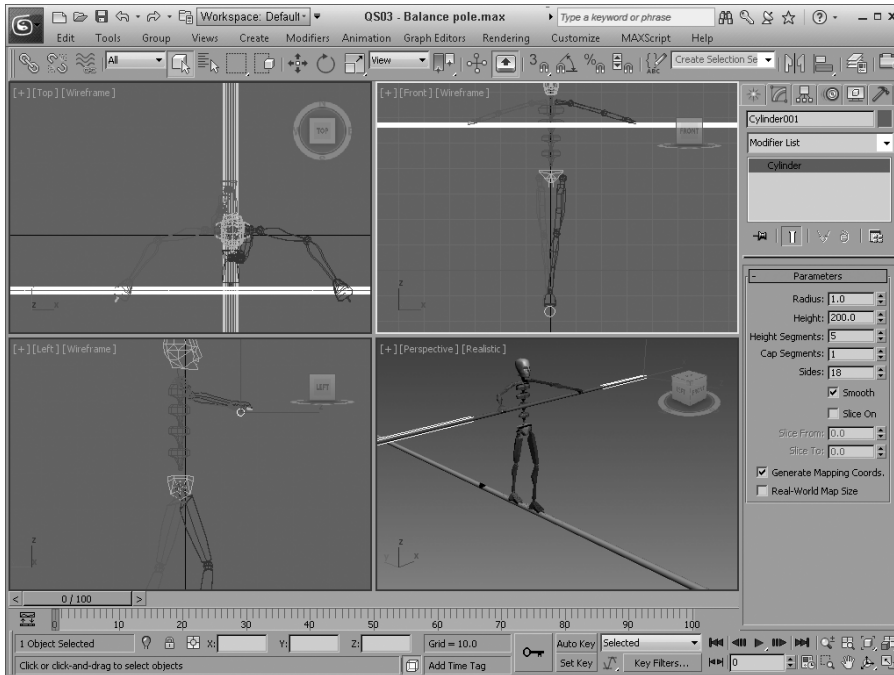 Workspace: Default
QS03 - Balance pole.max
Type a keyword or phrase
Edit Tools Group Views Create Modifiers Animation Graph Editors Rendering Customize MAXScript Help
All
View
3
%
ABC
Create Selection Se
[+][Top][Wireframe]
TOP
[+][Front][Wireframe]
FRONT
Cylinder001
Modifier List
Cylinder
Parameters
Radius: 1.0
Height: 200.0
Height Segments: 5
Cap Segments: 1
Sides: 18
Smooth
Slice On
Slice From: 0.0
Slice To: 0.0
Generate Mapping Coords.
Real-World Map Size
z x
[+][Left][Wireframe]
LEFT
[+][Perspective][Realistic]
z
z x
< 0 / 100 >
0 10 20 30 40 50 60 70 80 90 100
1 Object Selected X: Y: Z: Grid = 10.0 Auto Key Selected
Click or click-and-drag to select objects Add Time Tag Set Key Key Filters... 0